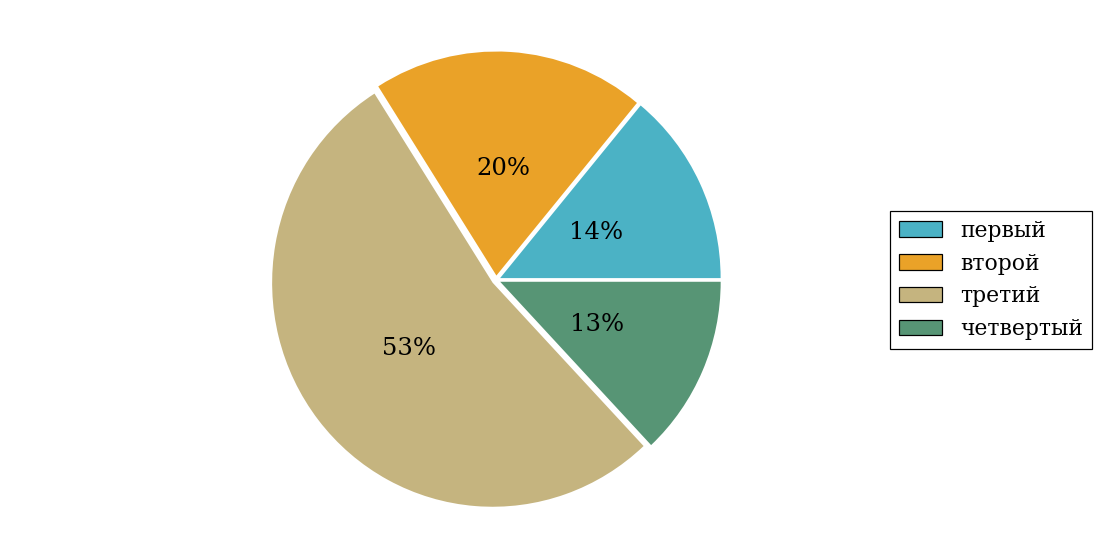 20%
14%
13%
53%
первый
второй
третий
четвертый